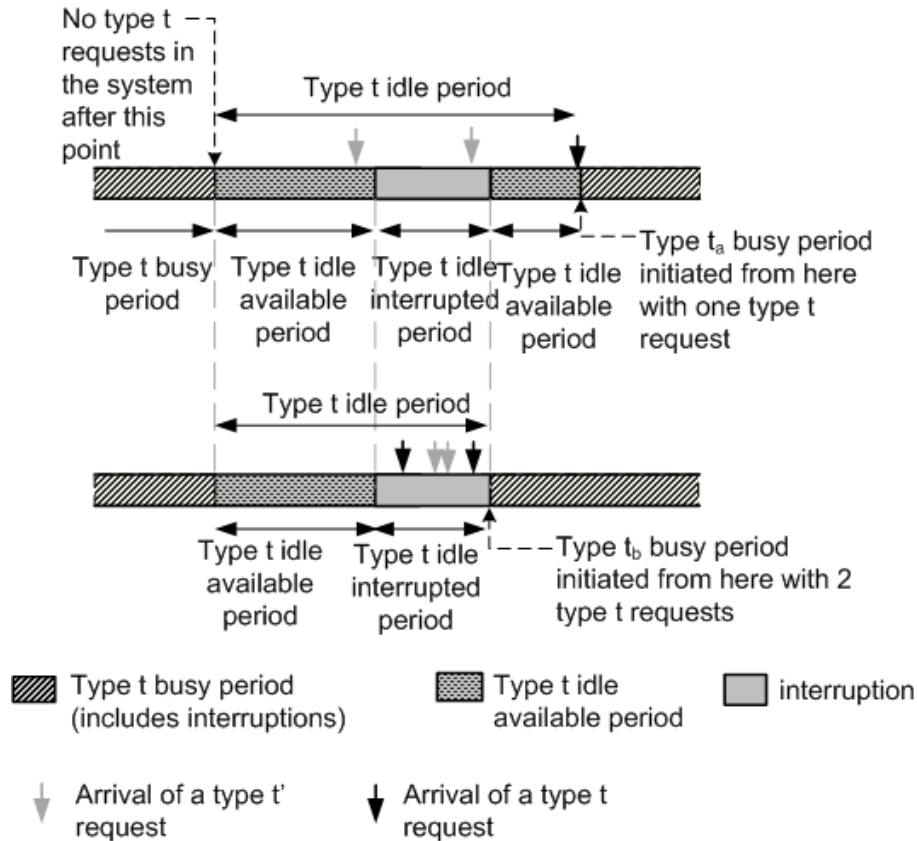 No type t
requests in
the system
after this
point
Type t idle period
Type t busy
period
Type t idle
available
period
Type t idle
interrupted
period
Type t idle
available
period
Type tₐ busy period
initiated from here
with one type t
request
Type t idle period
Type t idle
available
period
Type t idle
interrupted
period
Type t_b busy period
initiated from here with 2
type t requests
Type t busy period
(includes interruptions)
Type t idle
available period
interruption
Arrival of a type t'
request
Arrival of a type t
request